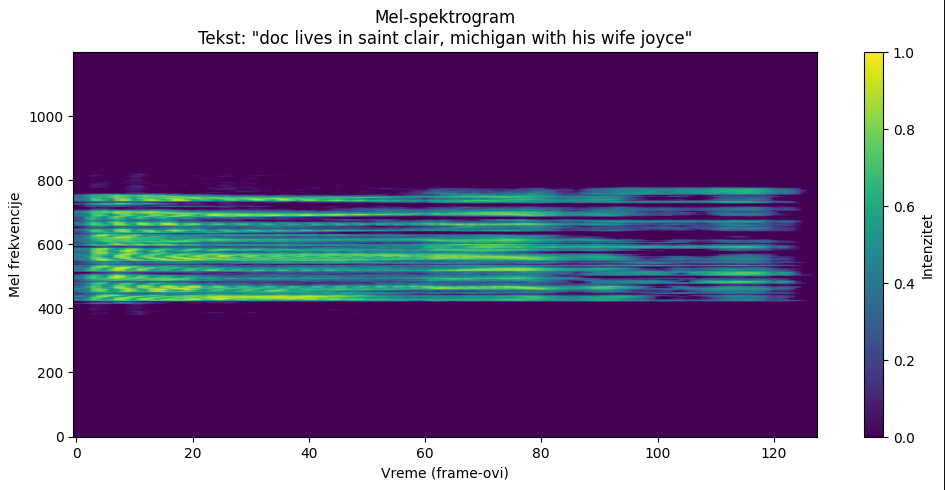 Mel-spektrogram
Tekst: "doc lives in saint clair, michigan with his wife joyce"
Mel frekvencije
1000
800
600
400
200
0
0 20 40 60 80 100 120
Vreme (frame-ovi)
1.0
0.8
0.6
0.4
0.2
0.0
Intenzitet